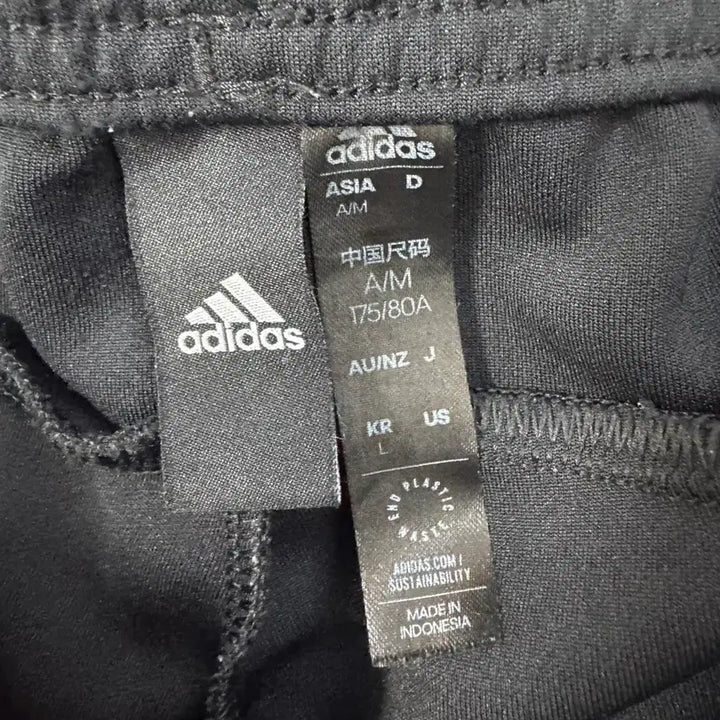 adidas
adidas
ASIA D
A/M
中国尺码
A/M
175/80A
AU/NZ J
KR US
L
END PLASTIC WASTE
ADIDAS.COM/
SUSTAINABILITY
MADE IN
INDONESIA